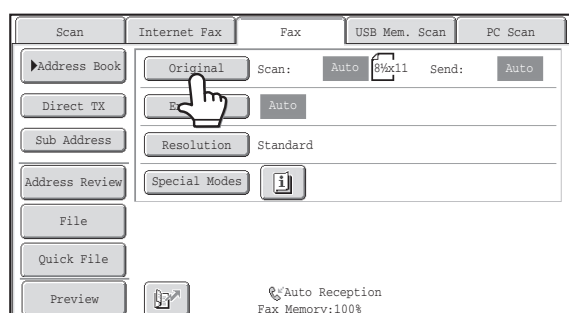 Scan Internet Fax Fax USB Mem. Scan PC Scan
Address Book Original Scan: Auto 8½x11 Send: Auto
Direct TX Auto
Sub Address Resolution Standard
Address Review Special Modes
File
Quick File
Preview Auto Reception
Fax Memory:100%